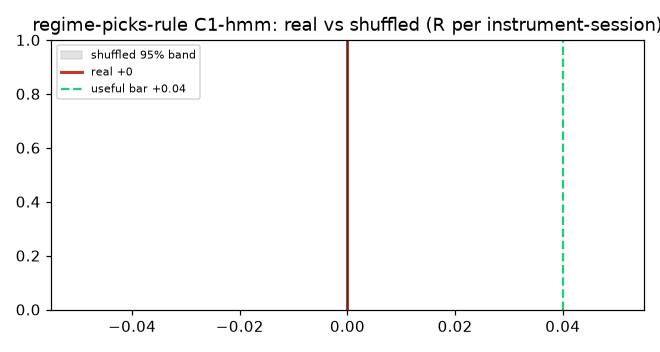 regime-picks-rule C1-hmm: real vs shuffled (R per instrument-session)
shuffled 95% band
real +0
useful bar +0.04
1.0
0.8
0.6
0.4
0.2
0.0
−0.04 −0.02 0.00 0.02 0.04